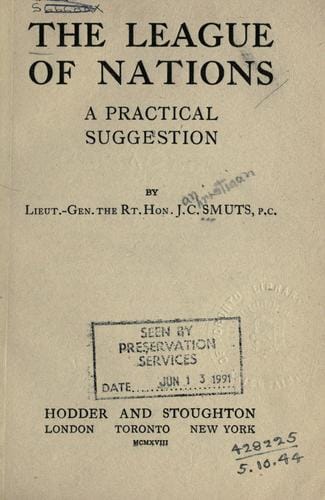 THE LEAGUE
OF NATIONS
A PRACTICAL
SUGGESTION
BY
LIEUT.-GEN. THE RT. HON. J. C. SMUTS, P.C.
SEEN BY
PRESERVATION
SERVICES
DATE JUN 13 1991
HODDER AND STOUGHTON
LONDON TORONTO NEW YORK
MCMXVIII
428225
5.10.44